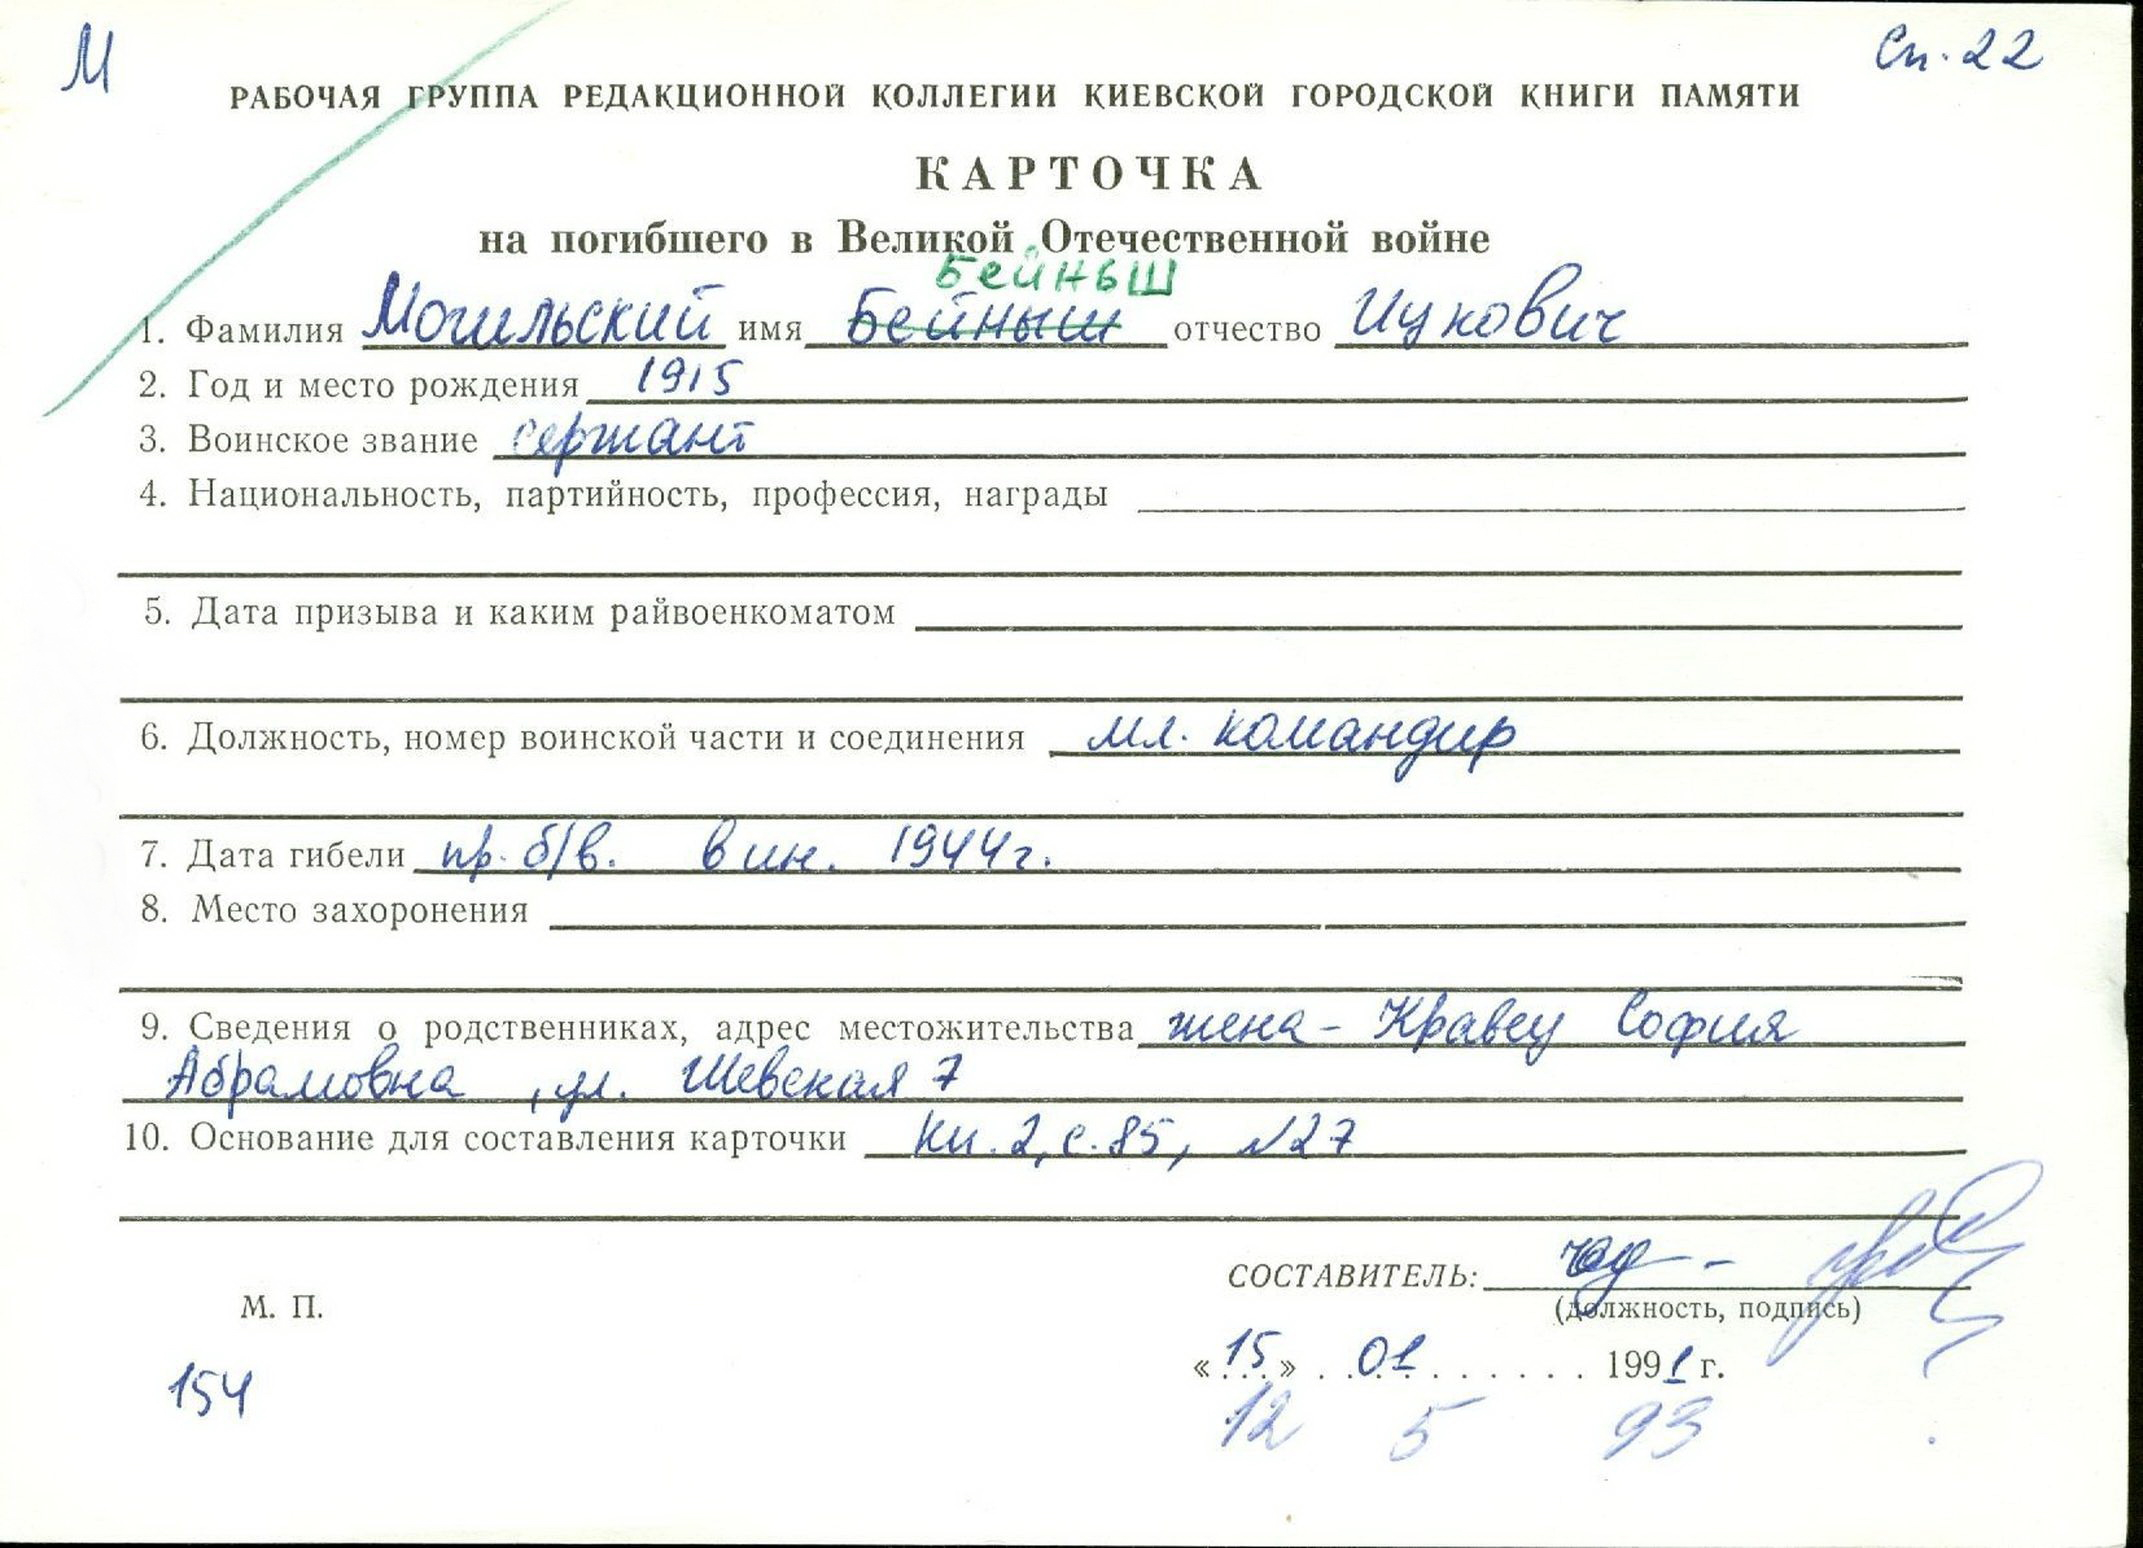 М
Сп. 22
РАБОЧАЯ ГРУППА РЕДАКЦИОННОЙ КОЛЛЕГИИ КИЕВСКОЙ ГОРОДСКОЙ КНИГИ ПАМЯТИ
КАРТОЧКА
на погибшего в Великой Отечественной войне
Бейныш
1. Фамилия Могильский имя Бейныш отчество Ицкович
2. Год и место рождения 1915
3. Воинское звание сержант
4. Национальность, партийность, профессия, награды
5. Дата призыва и каким райвоенкоматом
6. Должность, номер воинской части и соединения мл. командир
7. Дата гибели пр. б/в. в ин. 1944г.
8. Место захоронения
9. Сведения о родственниках, адрес местожительства жена - Кравец София
Абрамовна, ул. Шевская 7
10. Основание для составления карточки Кн. 2, с. 85, №27
СОСТАВИТЕЛЬ:
М. П. (должность, подпись)
«15» 01 1991 г.
154
12 5 93